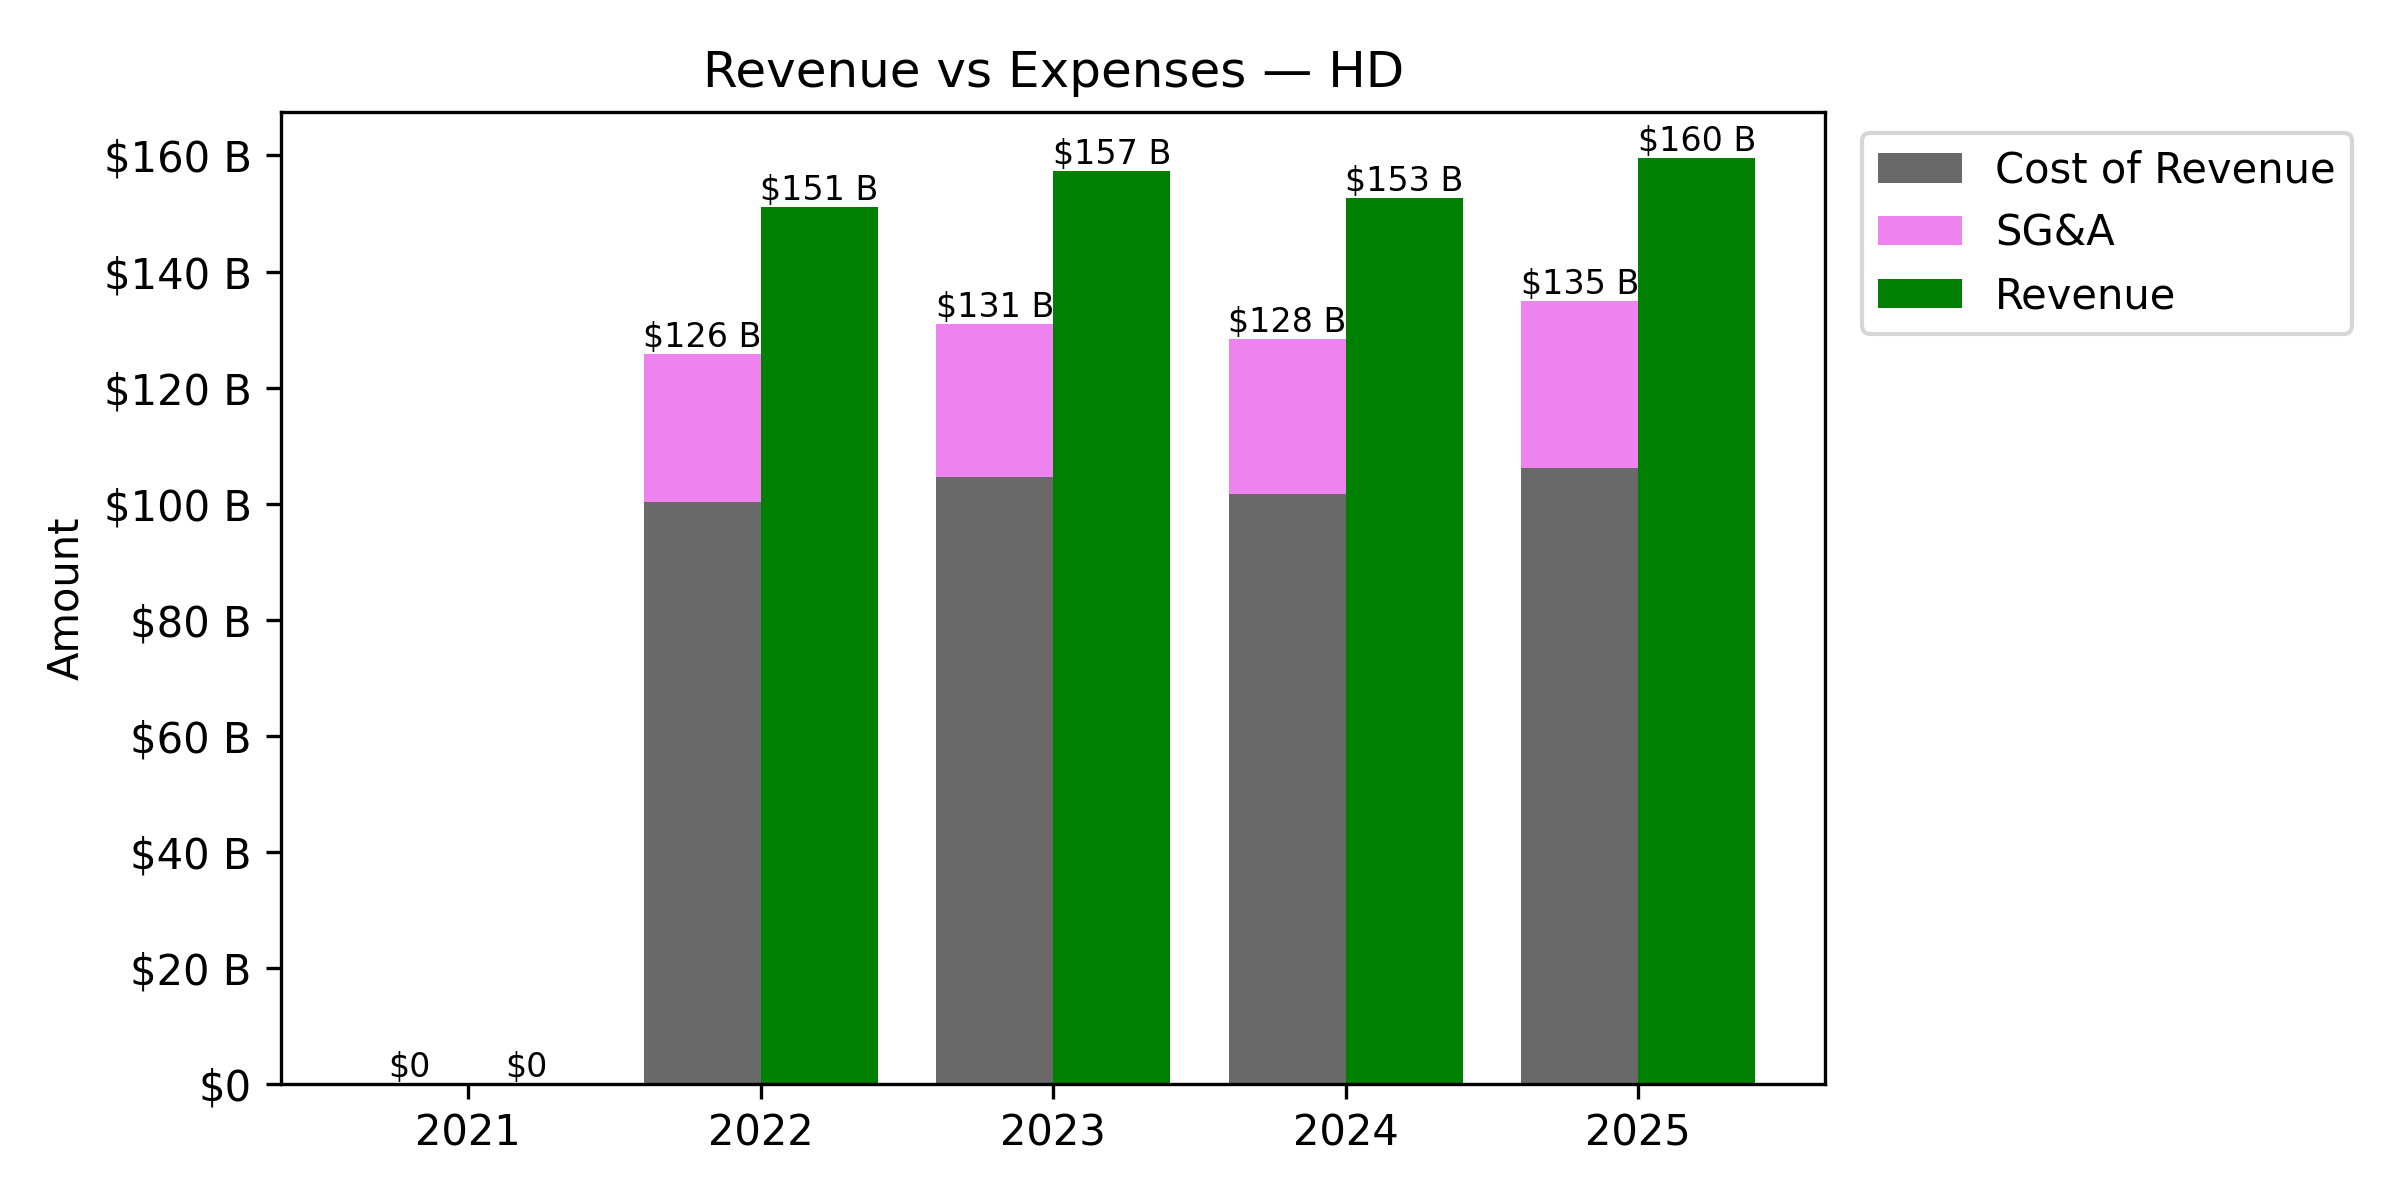 Revenue vs Expenses — HD
Amount
$160 B
$140 B
$120 B
$100 B
$80 B
$60 B
$40 B
$20 B
$0
$0 $0
$126 B $151 B
$131 B $157 B
$128 B $153 B
$135 B $160 B
2021 2022 2023 2024 2025
Cost of Revenue
SG&A
Revenue